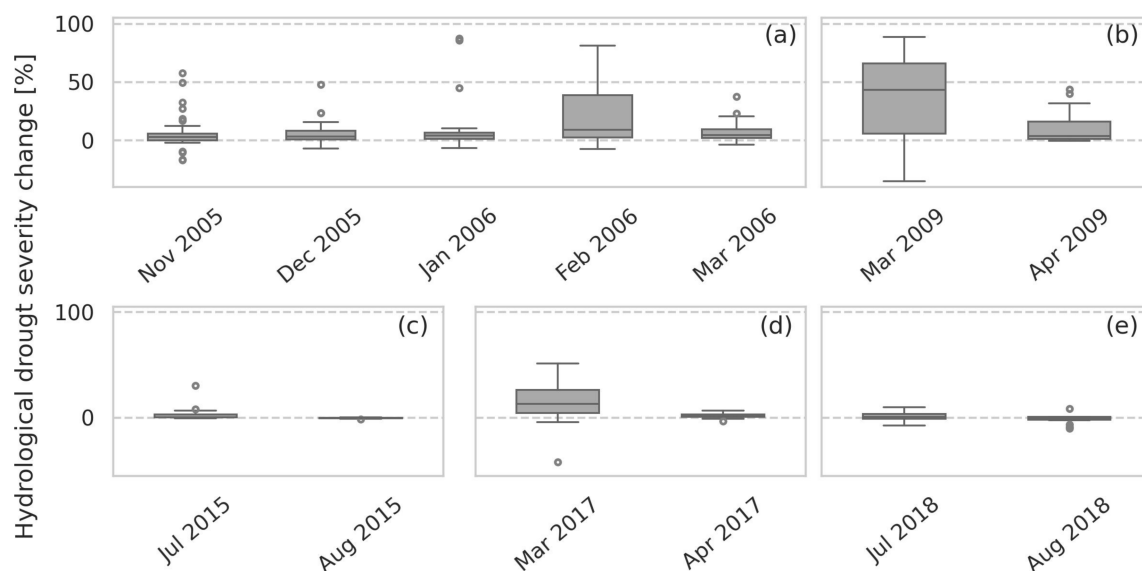 Hydrological drougt severity change [%]
100
50
0
(a)
(b)
Nov 2005
Dec 2005
Jan 2006
Feb 2006
Mar 2006
Mar 2009
Apr 2009
100
0
(c)
(d)
(e)
Jul 2015
Aug 2015
Mar 2017
Apr 2017
Jul 2018
Aug 2018